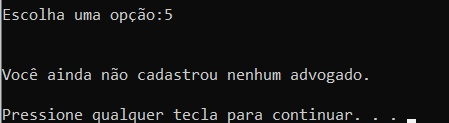 Escolha uma opção:5
Você ainda não cadastrou nenhum advogado.
Pressione qualquer tecla para continuar. . .